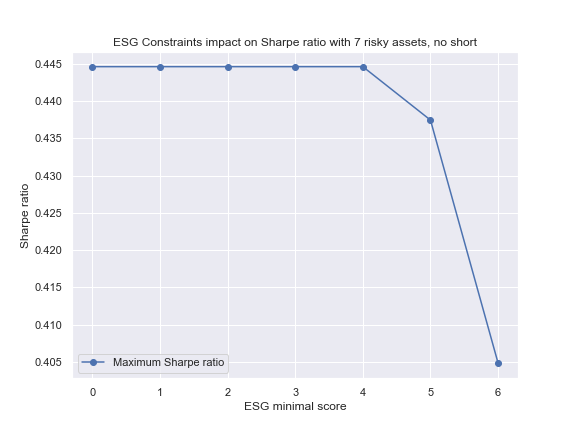 ESG Constraints impact on Sharpe ratio with 7 risky assets, no short
0.445
0.440
0.435
0.430
0.425
0.420
0.415
0.410
0.405
Sharpe ratio
Maximum Sharpe ratio
0 1 2 3 4 5 6
ESG minimal score